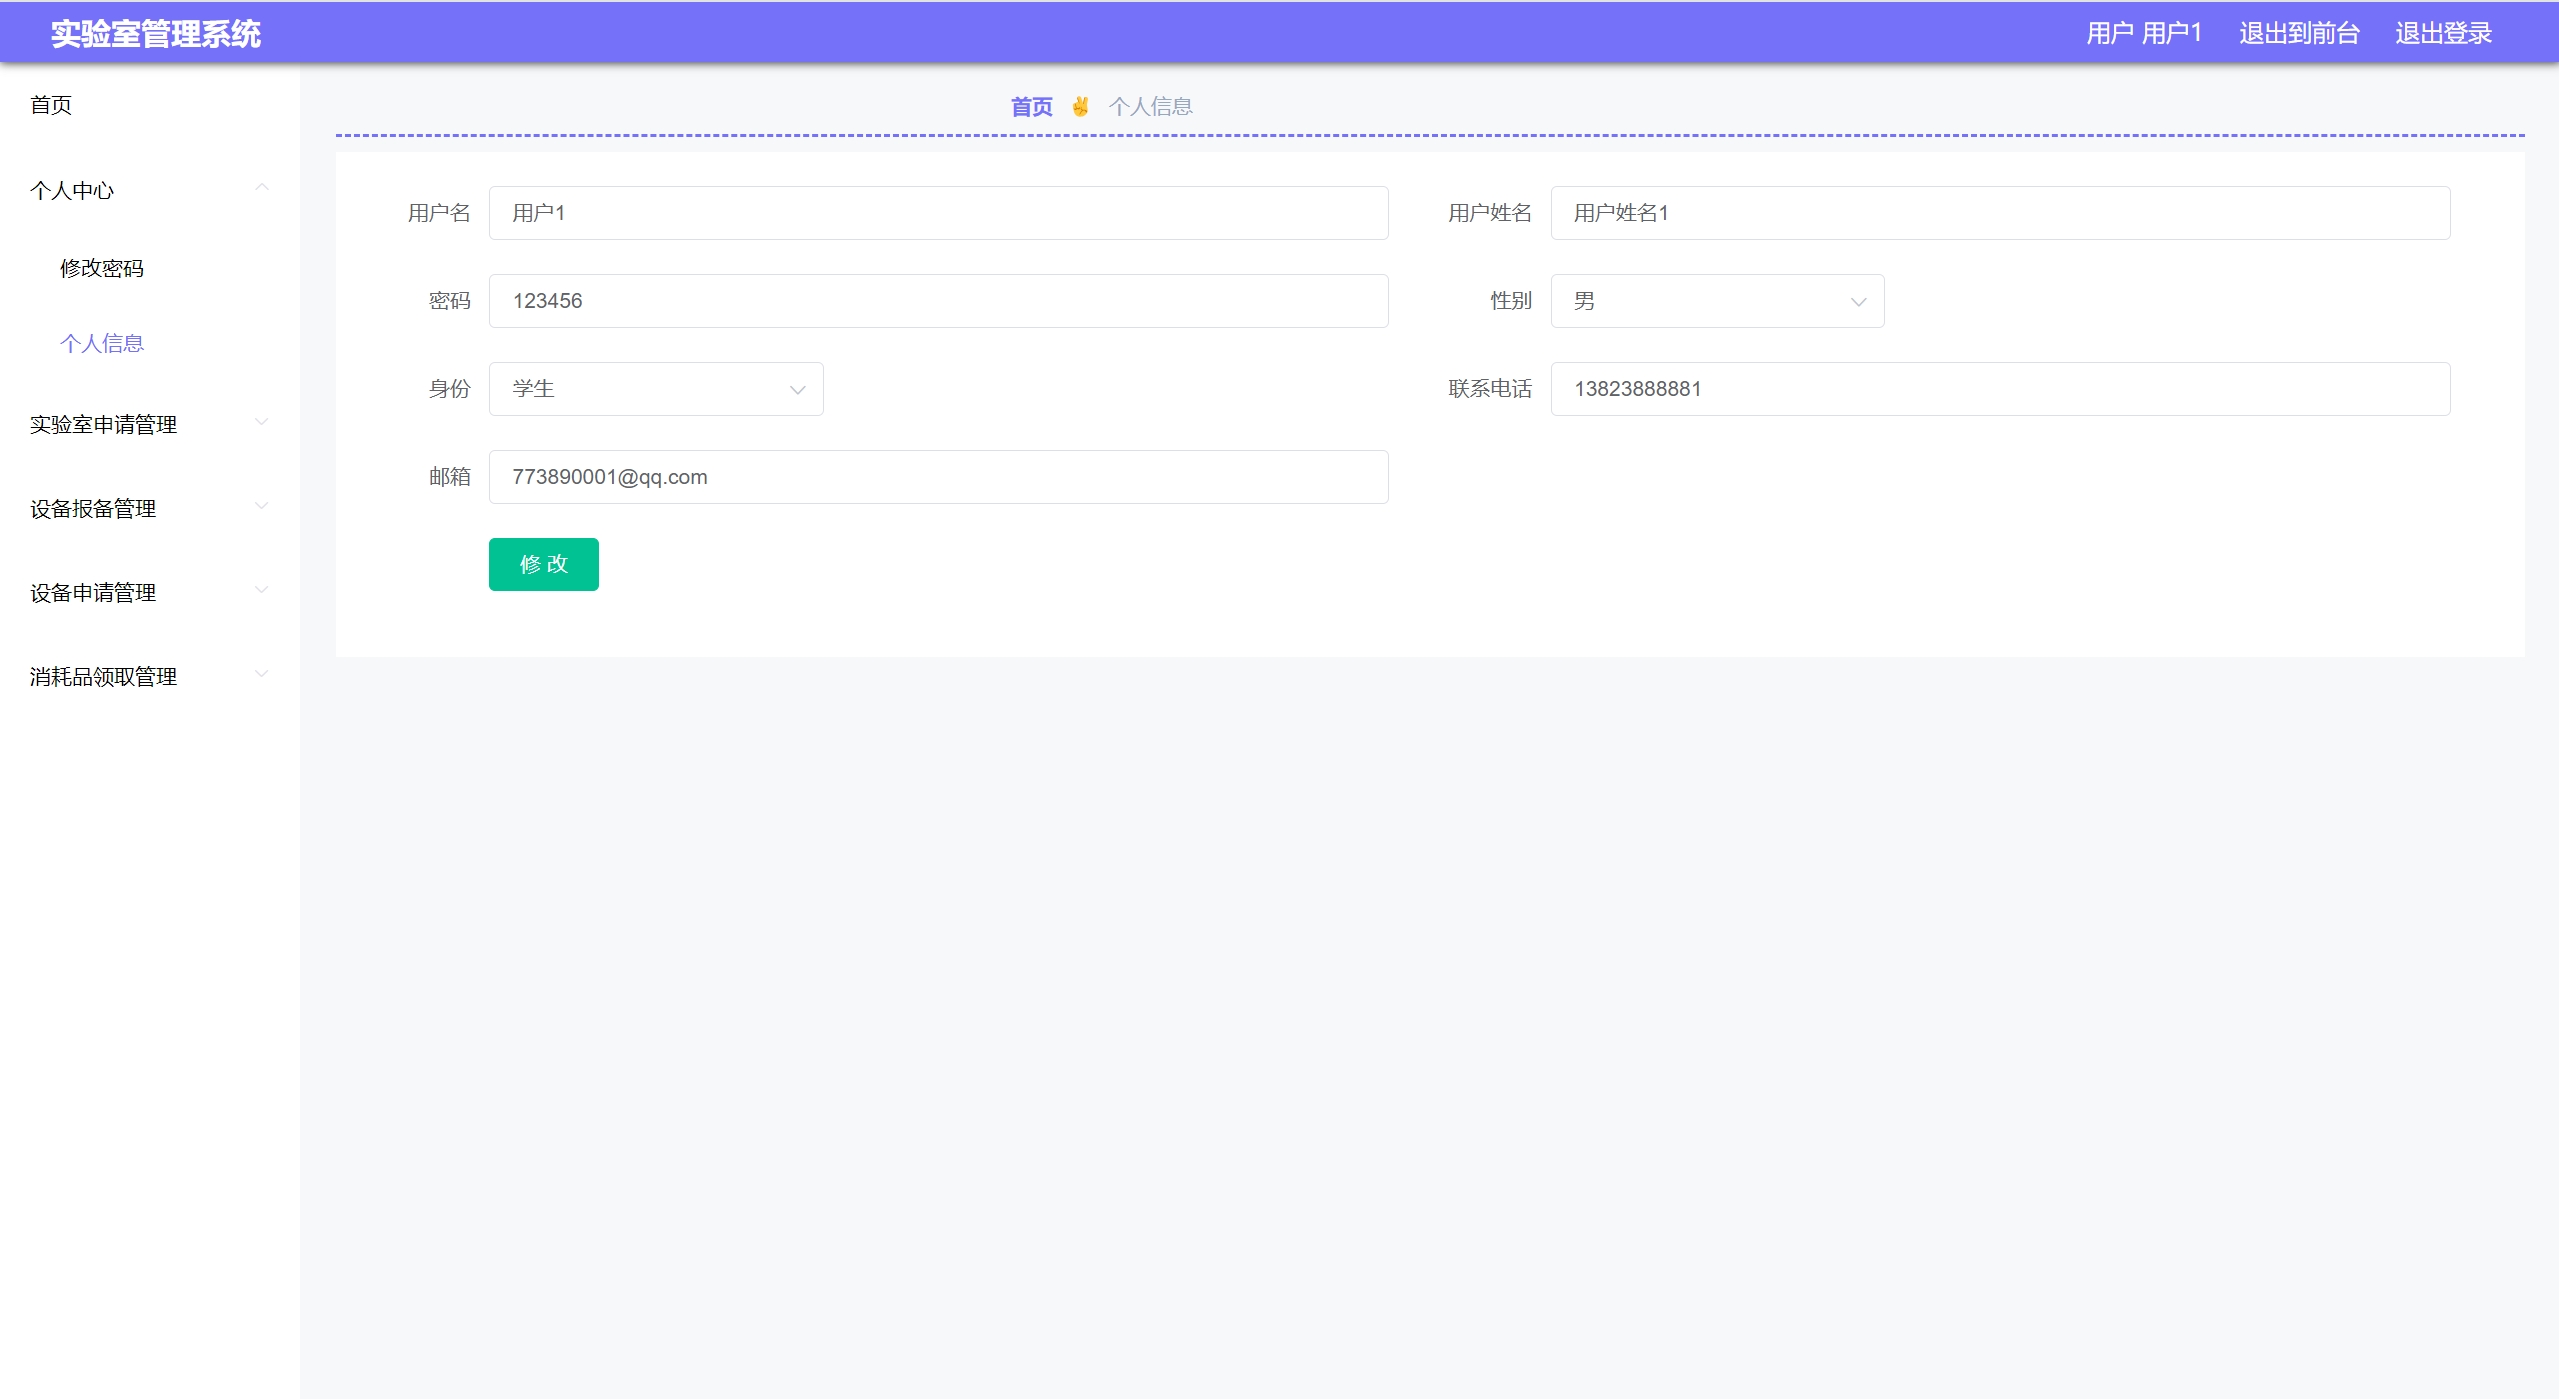 实验室管理系统
用户 用户1 退出到前台 退出登录
首页
个人中心
修改密码
个人信息
实验室申请管理
设备报备管理
设备申请管理
消耗品领取管理
首页 ✌ 个人信息
用户名 用户1 用户姓名 用户姓名1
密码 123456 性别 男
身份 学生 联系电话 13823888881
邮箱 773890001@qq.com
修 改